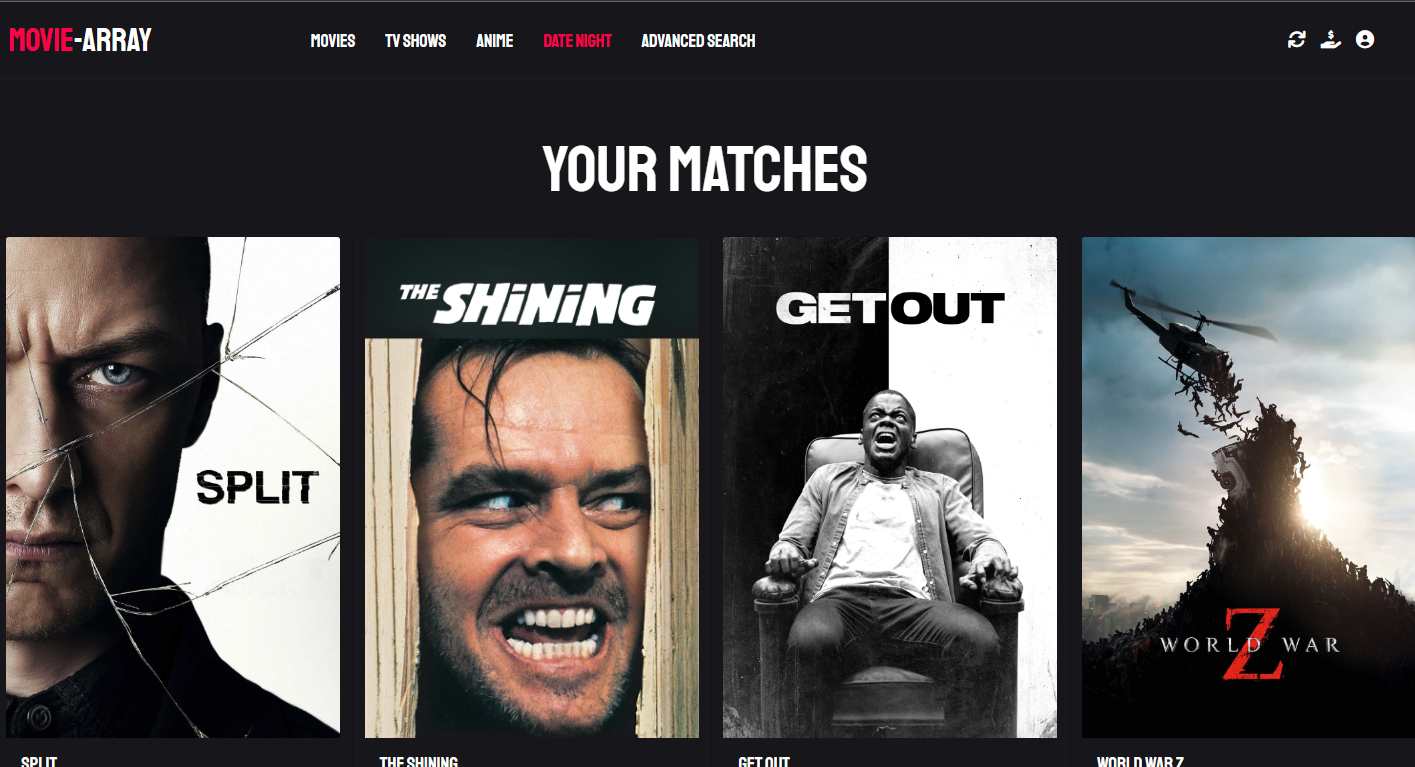 MOVIE-ARRAY
MOVIES TV SHOWS ANIME DATE NIGHT ADVANCED SEARCH
YOUR MATCHES
SPLIT
THE SHINING
GET OUT
WORLD WAR Z
SPLIT
THE SHINING
GET OUT
WORLD WAR Z